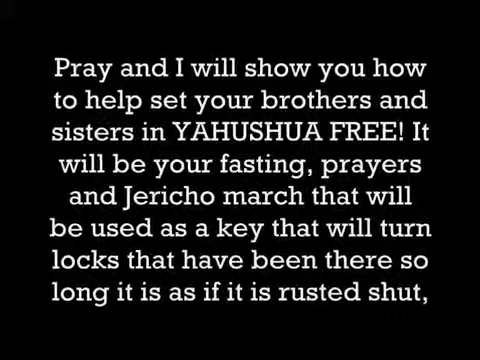 Pray and I will show you how
to help set your brothers and
sisters in YAHUSHUA FREE! It
will be your fasting, prayers
and Jericho march that will
be used as a key that will turn
locks that have been there so
long it is as if it is rusted shut,